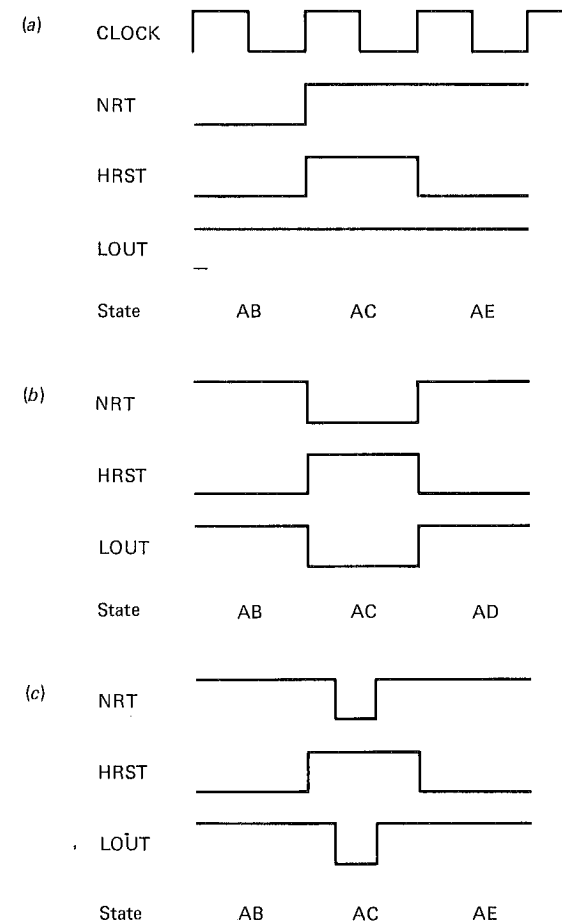 (a) CLOCK
NRT
HRST
LOUT
State AB AC AE
(b) NRT
HRST
LOUT
State AB AC AD
(c) NRT
HRST
LOUT
State AB AC AE